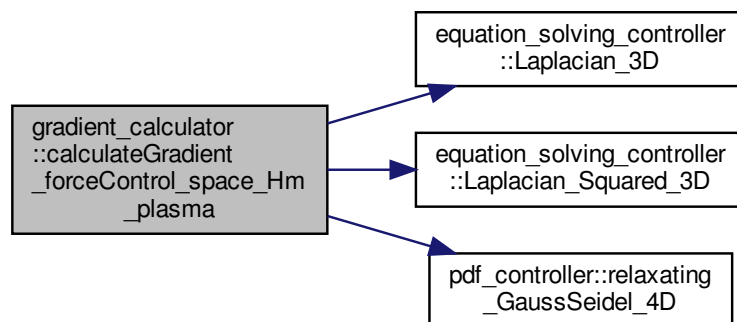 gradient_calculator
::calculateGradient
_forceControl_space_Hm
_plasma
equation_solving_controller
::Laplacian_3D
equation_solving_controller
::Laplacian_Squared_3D
pdf_controller::relaxating
_GaussSeidel_4D